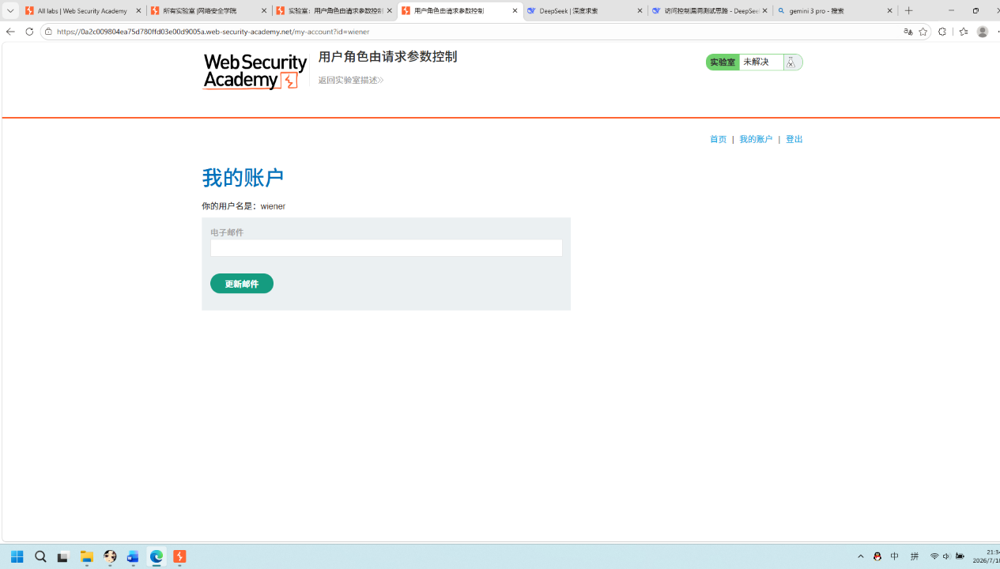 All labs | Web Security Academy
所有实验室 |网络安全学院
实验室：用户角色由请求参数控制
用户角色由请求参数控制
DeepSeek | 深度求索
访问控制漏洞测试思路 - DeepSee
gemini 3 pro - 搜索
https://0a2c009804ea75d780ffd03e00d9005a.web-security-academy.net/my-account?id=wiener
Web Security
Academy
用户角色由请求参数控制
返回实验室描述
实验室 未解决
首页 | 我的账户 | 登出
我的账户
你的用户名是：wiener
电子邮件
更新邮件
中 拼
21:34
2026/7/18